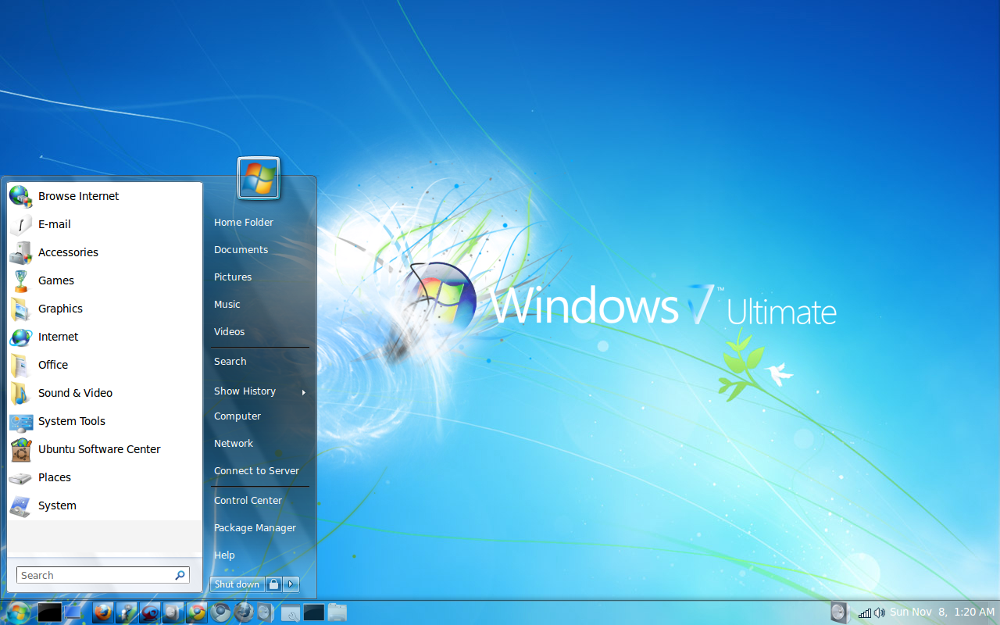 Browse Internet
E-mail
Accessories
Games
Graphics
Internet
Office
Sound & Video
System Tools
Ubuntu Software Center
Places
System
Search
Home Folder
Documents
Pictures
Music
Videos
Search
Show History
Computer
Network
Connect to Server
Control Center
Package Manager
Help
Shut down
Windows 7™ Ultimate
Sun Nov 8, 1:20 AM